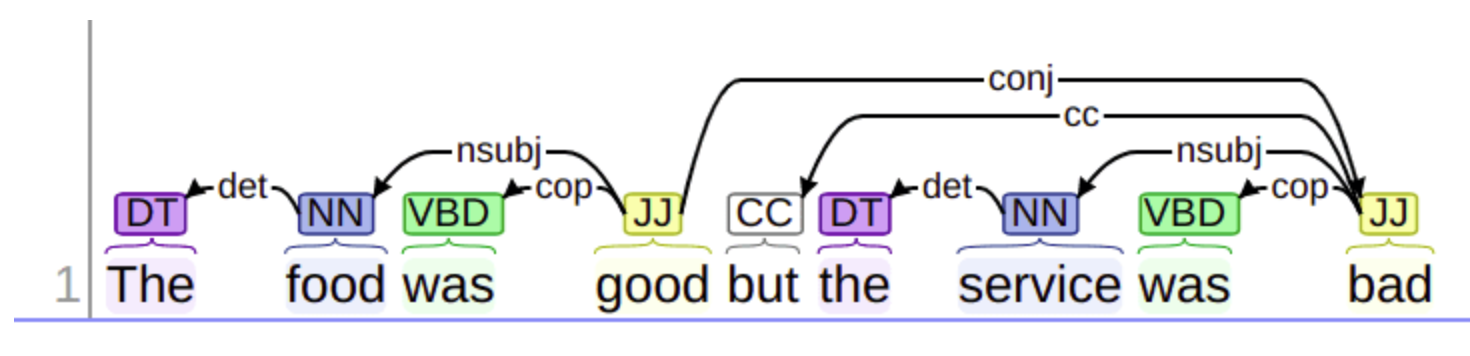 conj
cc
nsubj nsubj
det cop det cop
DT NN VBD JJ CC DT NN VBD JJ
1 The food was good but the service was bad